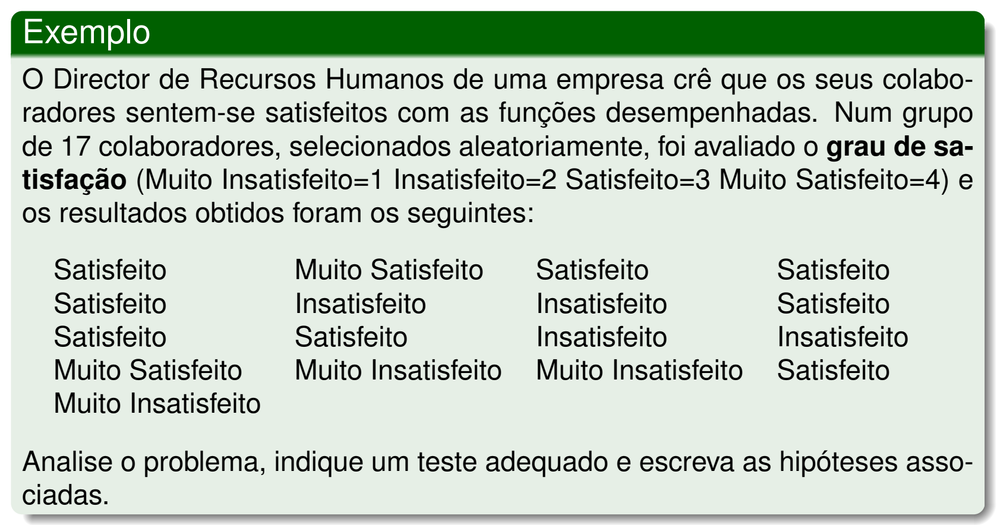 Exemplo
O Director de Recursos Humanos de uma empresa crê que os seus colabo-
radores sentem-se satisfeitos com as funções desempenhadas. Num grupo
de 17 colaboradores, selecionados aleatoriamente, foi avaliado o grau de sa-
tisfação (Muito Insatisfeito=1 Insatisfeito=2 Satisfeito=3 Muito Satisfeito=4) e
os resultados obtidos foram os seguintes:
Satisfeito Muito Satisfeito Satisfeito Satisfeito
Satisfeito Insatisfeito Insatisfeito Satisfeito
Satisfeito Satisfeito Insatisfeito Insatisfeito
Muito Satisfeito Muito Insatisfeito Muito Insatisfeito Satisfeito
Muito Insatisfeito
Analise o problema, indique um teste adequado e escreva as hipóteses asso-
ciadas.